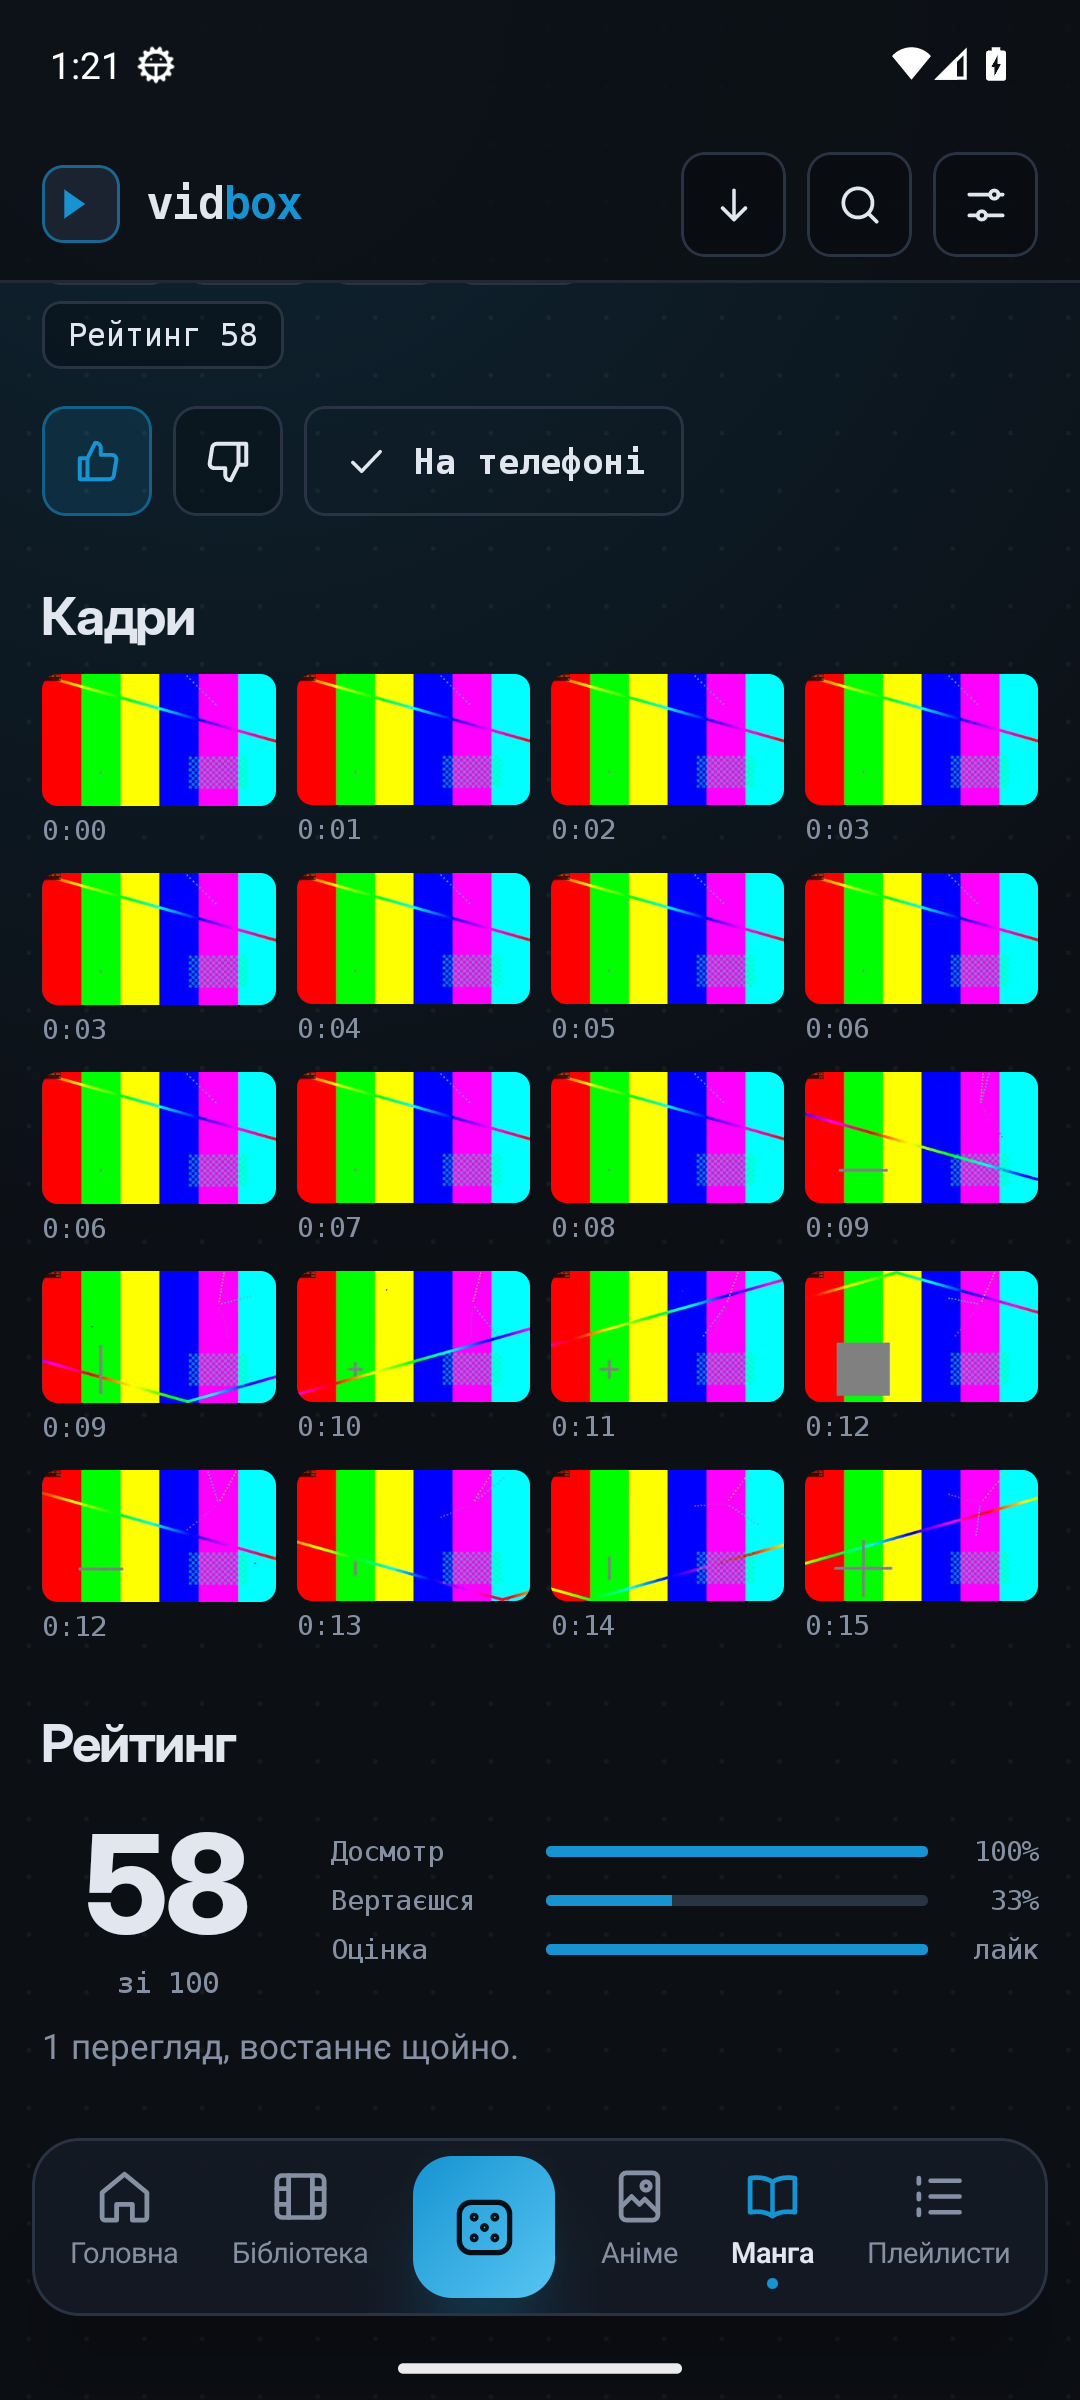 1:21
vidbox
Рейтинг 58
На телефоні
Кадри
0:00 0:01 0:02 0:03
0:03 0:04 0:05 0:06
0:06 0:07 0:08 0:09
0:09 0:10 0:11 0:12
0:12 0:13 0:14 0:15
Рейтинг
58
зі 100
Досмотр 100%
Вертаєшся 33%
Оцінка лайк
1 перегляд, востаннє щойно.
Головна Бібліотека Аніме Манга Плейлисти